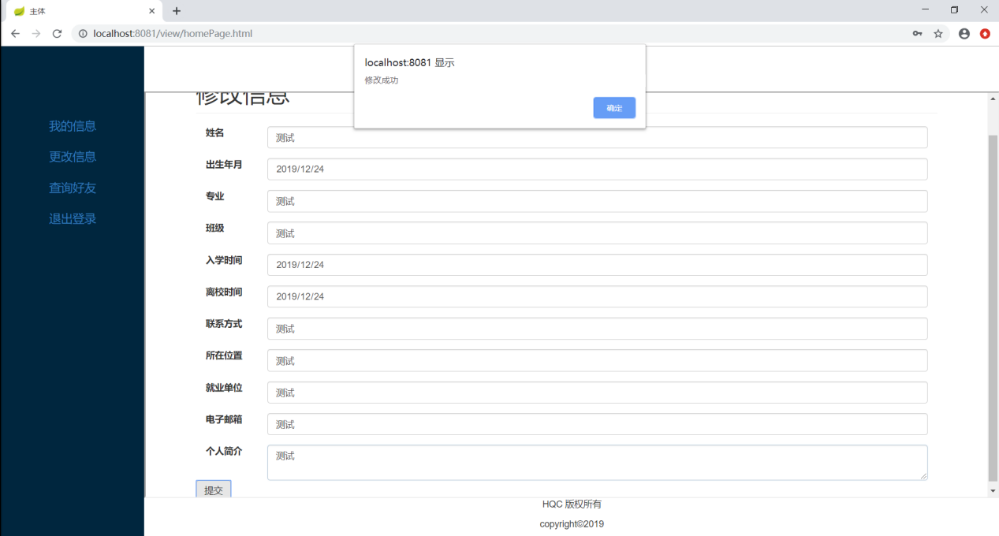 主体
localhost:8081/view/homePage.html
localhost:8081 显示
修改成功
确定
我的信息
更改信息
查询好友
退出登录
修改信息
姓名 测试
出生年月 2019/12/24
专业 测试
班级 测试
入学时间 2019/12/24
离校时间 2019/12/24
联系方式 测试
所在位置 测试
就业单位 测试
电子邮箱 测试
个人简介 测试
提交
HQC 版权所有
copyright©2019